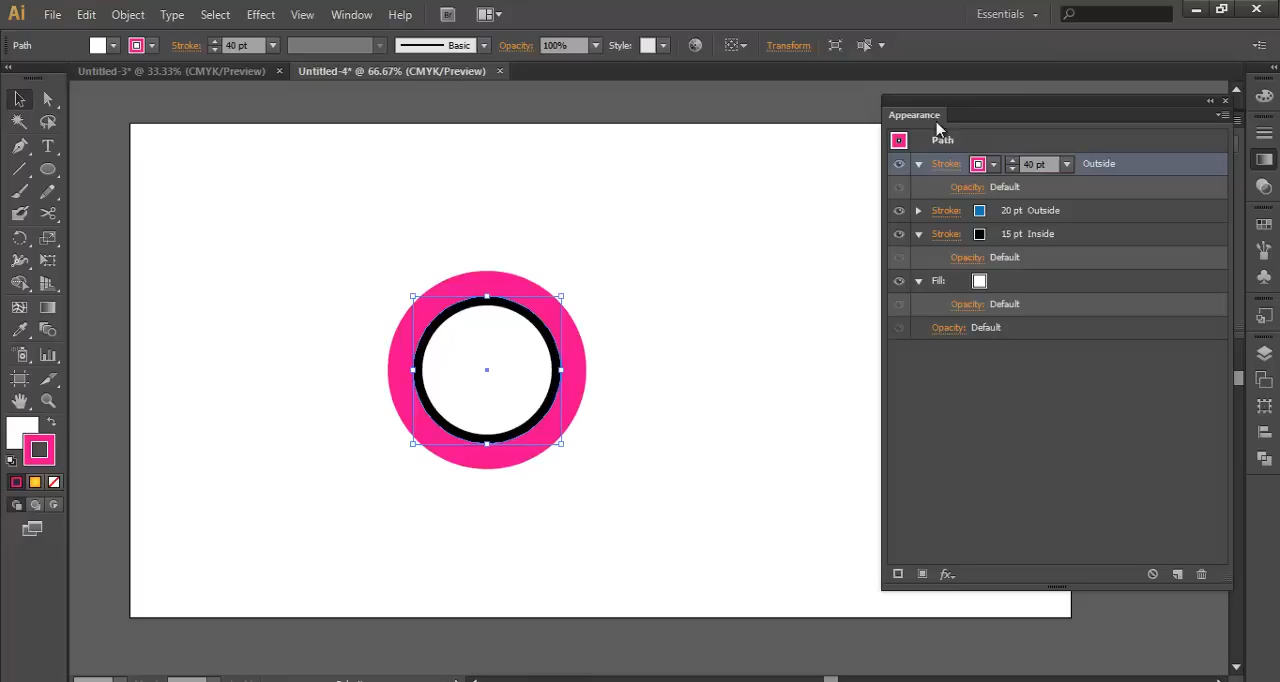 Ai File Edit Object Type Select Effect View Window Help Br Essentials
Path Stroke: 40 pt Basic Opacity: 100% Style: Transform
Untitled-3* @ 33.33% (CMYK/Preview) × Untitled-4* @ 66.67% (CMYK/Preview) ×
Appearance
Path
Stroke: 40 pt Outside
Opacity: Default
Stroke: 20 pt Outside
Stroke: 15 pt Inside
Opacity: Default
Fill:
Opacity: Default
Opacity: Default
fx
T